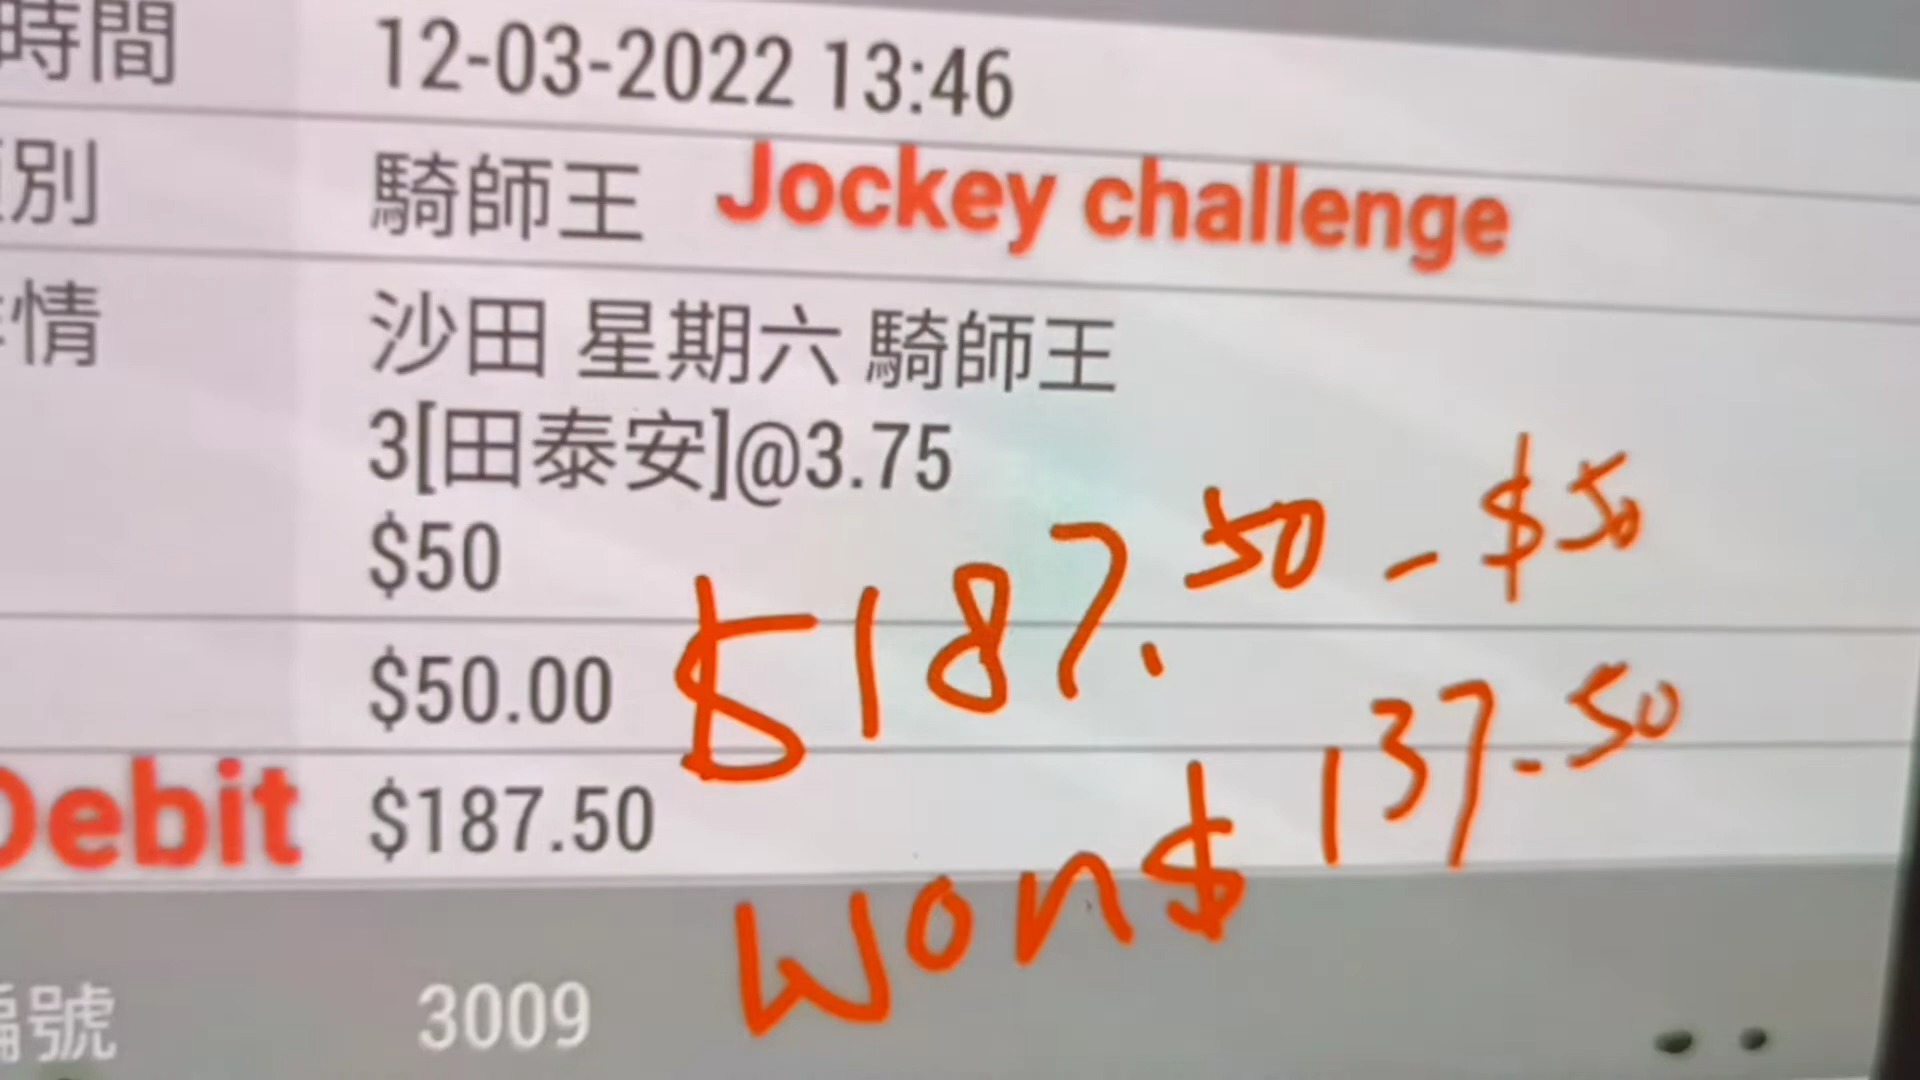 時間 12-03-2022 13:46
別 騎師王 Jockey challenge
情 沙田 星期六 騎師王
3[田泰安]@3.75
$50
$187.50 - $50
$50.00
Debit $187.50
won $137.50
號 3009